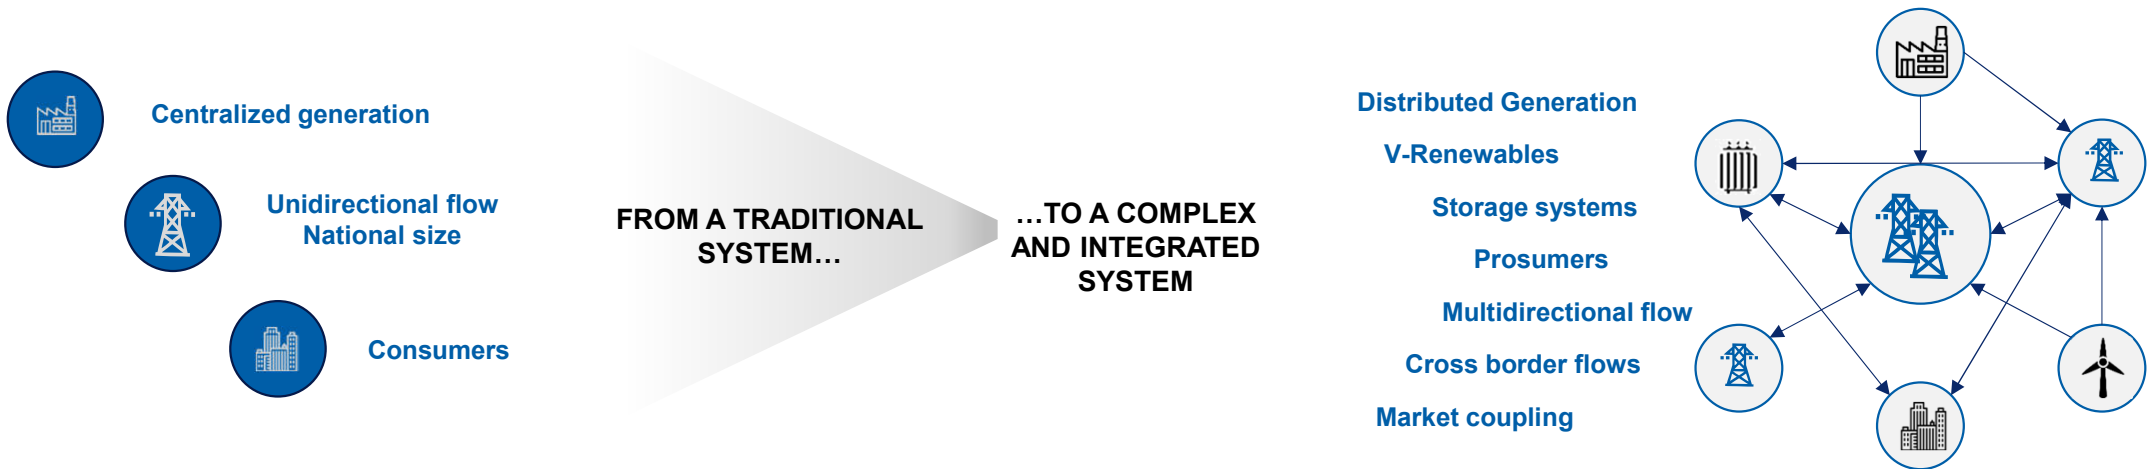 Centralized generation
Unidirectional flow
National size
Consumers
FROM A TRADITIONAL
SYSTEM…
…TO A COMPLEX
AND INTEGRATED
SYSTEM
Distributed Generation
V-Renewables
Storage systems
Prosumers
Multidirectional flow
Cross border flows
Market coupling